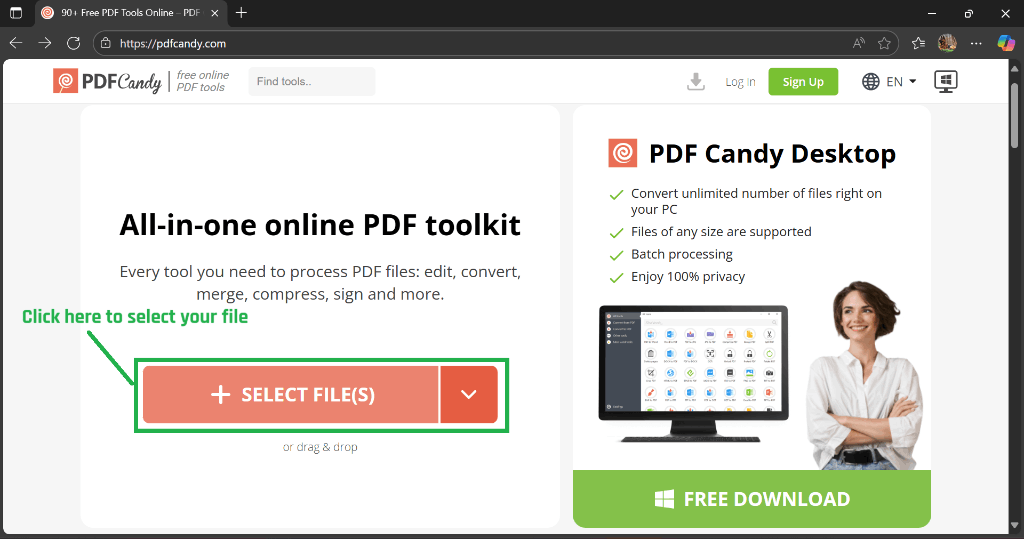 90+ Free PDF Tools Online – PDF
https://pdfcandy.com
PDF Candy
free online
PDF tools
Find tools..
Log In
Sign Up
EN
All-in-one online PDF toolkit
Every tool you need to process PDF files: edit, convert,
merge, compress, sign and more.
Click here to select your file
+ SELECT FILE(S)
or drag & drop
PDF Candy Desktop
Convert unlimited number of files right on
your PC
Files of any size are supported
Batch processing
Enjoy 100% privacy
FREE DOWNLOAD